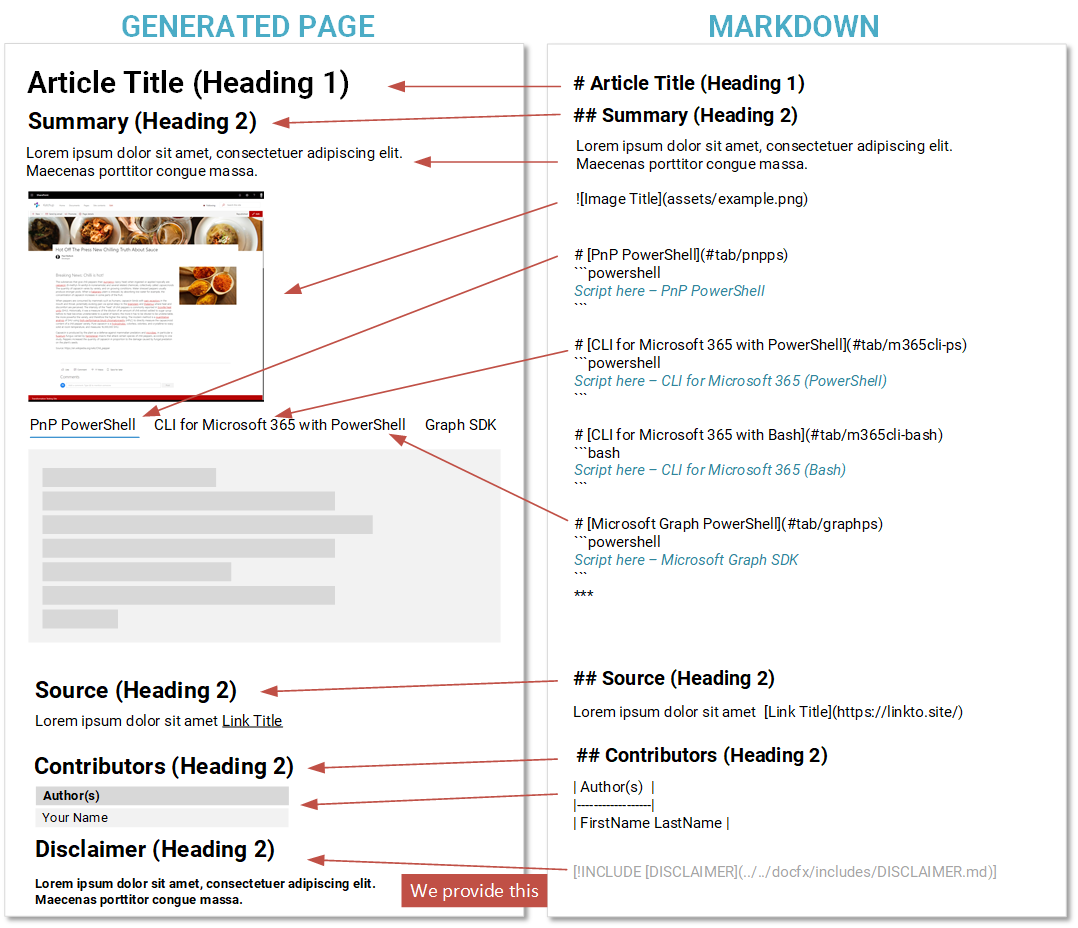 GENERATED PAGE
Article Title (Heading 1)
Summary (Heading 2)
Lorem ipsum dolor sit amet, consectetuer adipiscing elit.
Maecenas porttitor congue massa.
Hot Off The Press New Chilling Truth About Sauce
Breaking News: Chili is hot!
Comments
PnP PowerShell
CLI for Microsoft 365 with PowerShell
Graph SDK
Source (Heading 2)
Lorem ipsum dolor sit amet Link Title
Contributors (Heading 2)
Author(s)
Your Name
Disclaimer (Heading 2)
Lorem ipsum dolor sit amet, consectetuer adipiscing elit.
Maecenas porttitor congue massa.
We provide this
MARKDOWN
# Article Title (Heading 1)
## Summary (Heading 2)
Lorem ipsum dolor sit amet, consectetuer adipiscing elit.
Maecenas porttitor congue massa.
![Image Title](assets/example.png)
# [PnP PowerShell](#tab/pnpps)
```powershell
Script here – PnP PowerShell
```
# [CLI for Microsoft 365 with PowerShell](#tab/m365cli-ps)
```powershell
Script here – CLI for Microsoft 365 (PowerShell)
```
# [CLI for Microsoft 365 with Bash](#tab/m365cli-bash)
```bash
Script here – CLI for Microsoft 365 (Bash)
```
# [Microsoft Graph PowerShell](#tab/graphps)
```powershell
Script here – Microsoft Graph SDK
```
***
## Source (Heading 2)
Lorem ipsum dolor sit amet  [Link Title](https://linkto.site/)
## Contributors (Heading 2)
| Author(s)  |
|------------------|
| FirstName LastName |
[!INCLUDE [DISCLAIMER](../../docfx/includes/DISCLAIMER.md)]